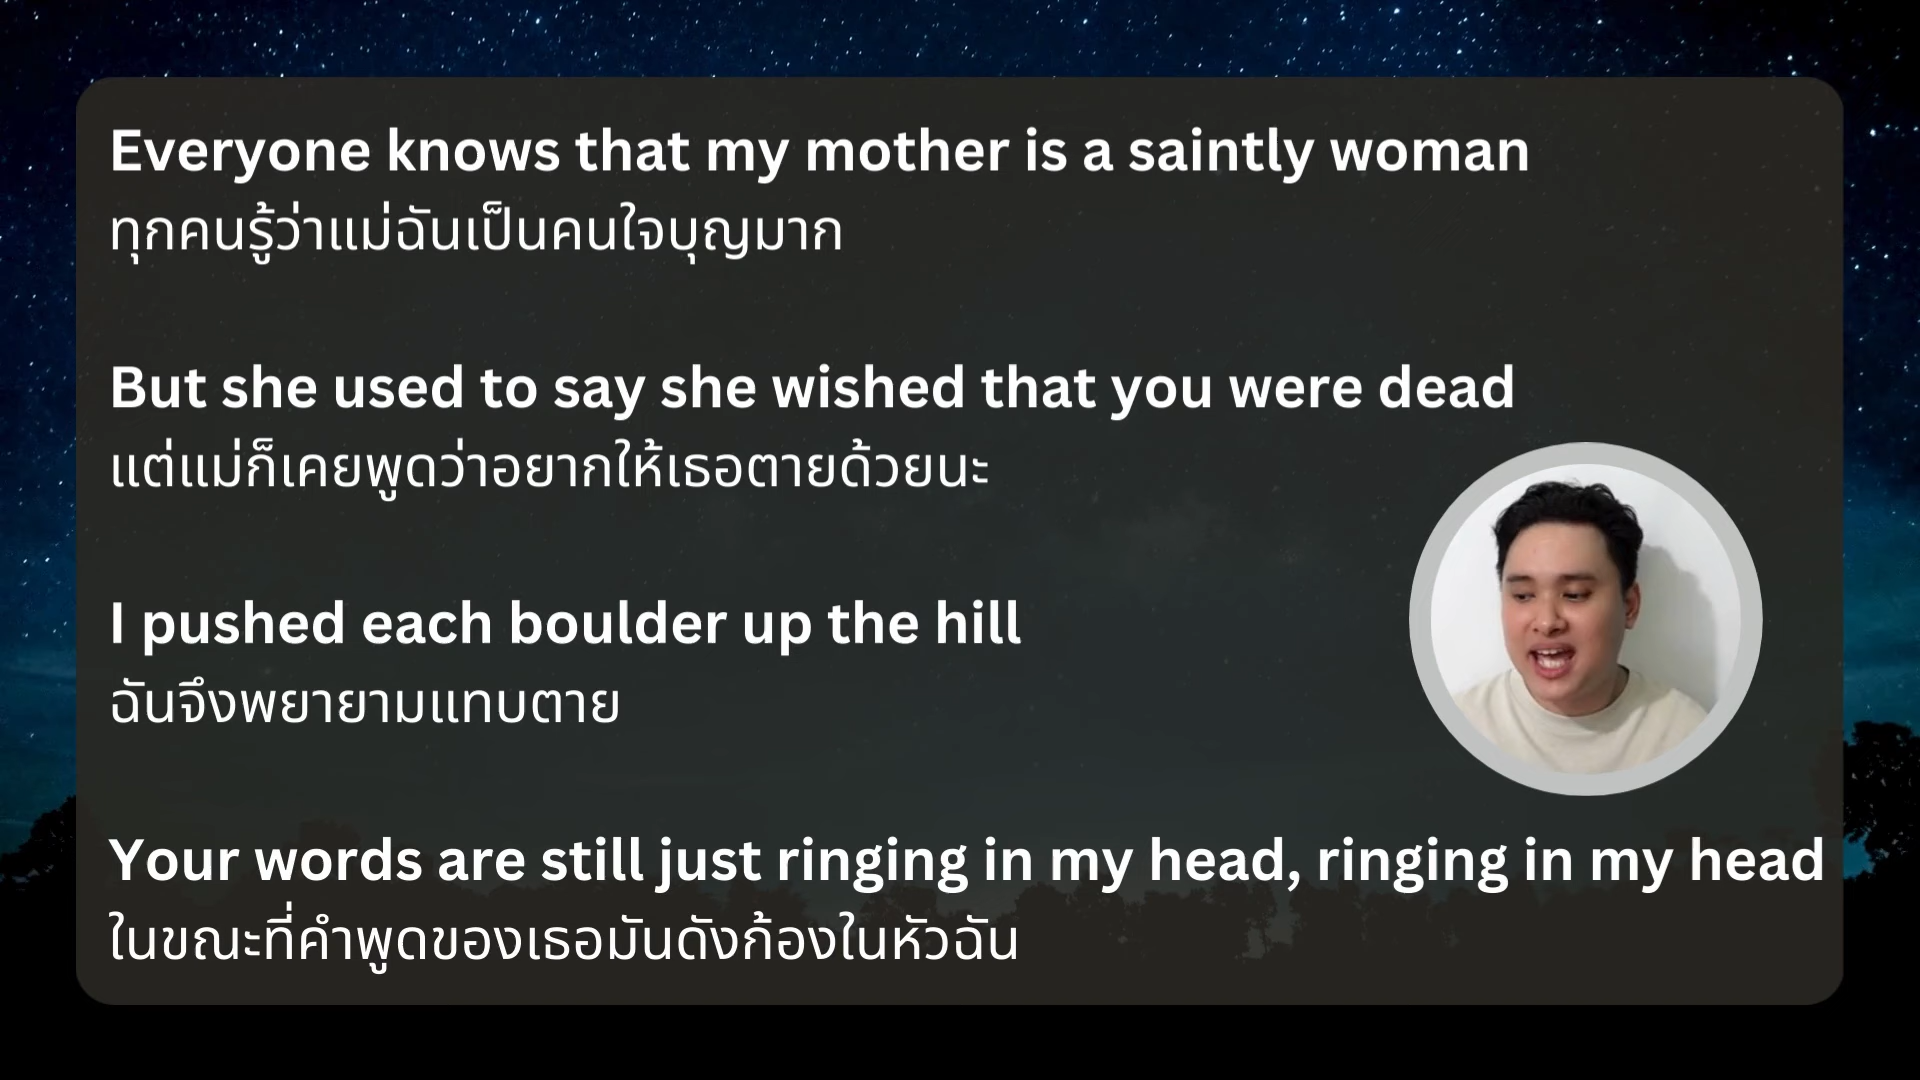 Everyone knows that my mother is a saintly woman
ทุกคนรู้ว่าแม่ฉันเป็นคนใจบุญมาก
But she used to say she wished that you were dead
แต่แม่ก็เคยพูดว่าอยากให้เธอตายด้วยนะ
I pushed each boulder up the hill
ฉันจึงพยายามแทบตาย
Your words are still just ringing in my head, ringing in my head
ในขณะที่คำพูดของเธอมันดังก้องในหัวฉัน